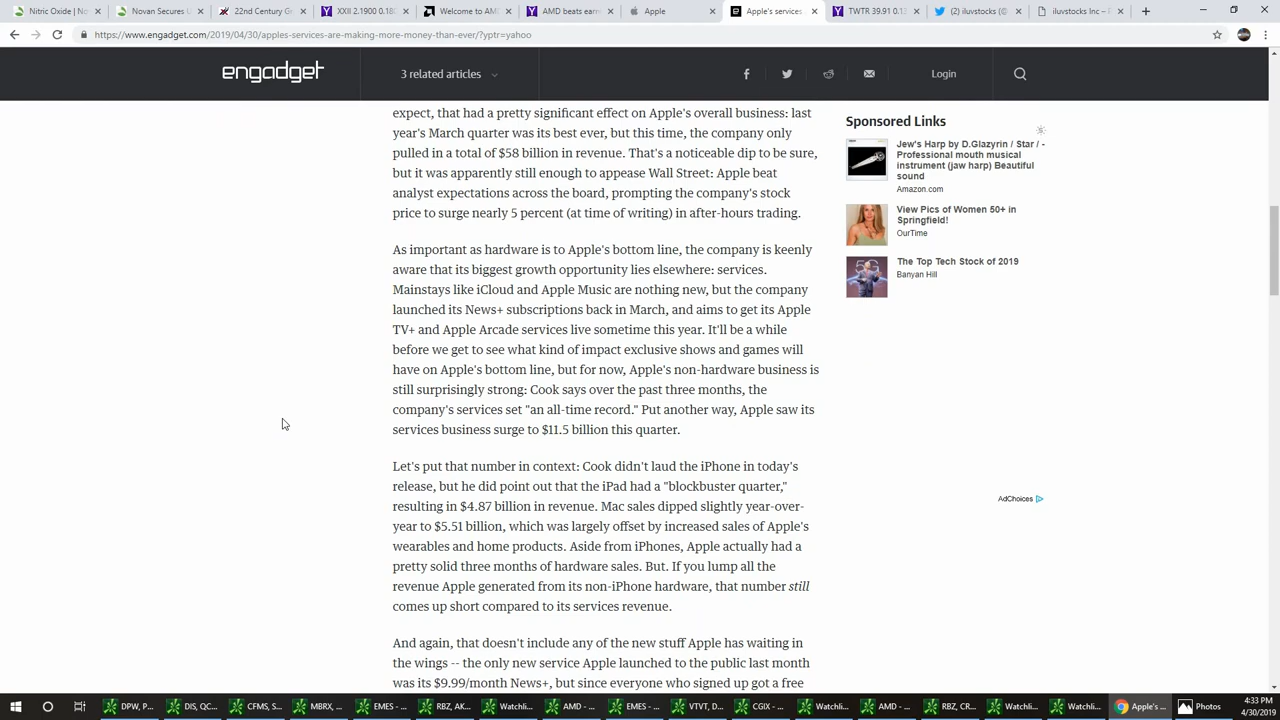 Nitric Oxide | No
Novan Secures U
22nd Century Gr
XXII 2.1900 0.180
Welcome to AMD
AMD beats earn
Apple
Apple's services
TWTR 39.91 0.13
(2) iluvstocks (@
iluvstocks Inc – P
https://www.engadget.com/2019/04/30/apples-services-are-making-more-money-than-ever/?yptr=yahoo
engadget
3 related articles
Login
expect, that had a pretty significant effect on Apple's overall business: last
year's March quarter was its best ever, but this time, the company only
pulled in a total of $58 billion in revenue. That's a noticeable dip to be sure,
but it was apparently still enough to appease Wall Street: Apple beat
analyst expectations across the board, prompting the company's stock
price to surge nearly 5 percent (at time of writing) in after-hours trading.
As important as hardware is to Apple's bottom line, the company is keenly
aware that its biggest growth opportunity lies elsewhere: services.
Mainstays like iCloud and Apple Music are nothing new, but the company
launched its News+ subscriptions back in March, and aims to get its Apple
TV+ and Apple Arcade services live sometime this year. It'll be a while
before we get to see what kind of impact exclusive shows and games will
have on Apple's bottom line, but for now, Apple's non-hardware business is
still surprisingly strong: Cook says over the past three months, the
company's services set "an all-time record." Put another way, Apple saw its
services business surge to $11.5 billion this quarter.
Let's put that number in context: Cook didn't laud the iPhone in today's
release, but he did point out that the iPad had a "blockbuster quarter,"
resulting in $4.87 billion in revenue. Mac sales dipped slightly year-over-
year to $5.51 billion, which was largely offset by increased sales of Apple's
wearables and home products. Aside from iPhones, Apple actually had a
pretty solid three months of hardware sales. But. If you lump all the
revenue Apple generated from its non-iPhone hardware, that number still
comes up short compared to its services revenue.
And again, that doesn't include any of the new stuff Apple has waiting in
the wings -- the only new service Apple launched to the public last month
was its $9.99/month News+, but since everyone who signed up got a free
Sponsored Links
Jew's Harp by D.Glazyrin / Star / -
Professional mouth musical
instrument (jaw harp) Beautiful
sound
Amazon.com
View Pics of Women 50+ in
Springfield!
OurTime
The Top Tech Stock of 2019
Banyan Hill
AdChoices
DPW, P...
DIS, QC...
CFMS, S...
MBRX, ...
EMES - ...
RBZ, AK...
Watchli...
AMD - ...
EMES - ...
VTVT, D...
CGIX - ...
Watchli...
AMD - ...
RBZ, CR...
Watchli...
Watchli...
Apple's ...
Photos
4:33 PM
4/30/2019